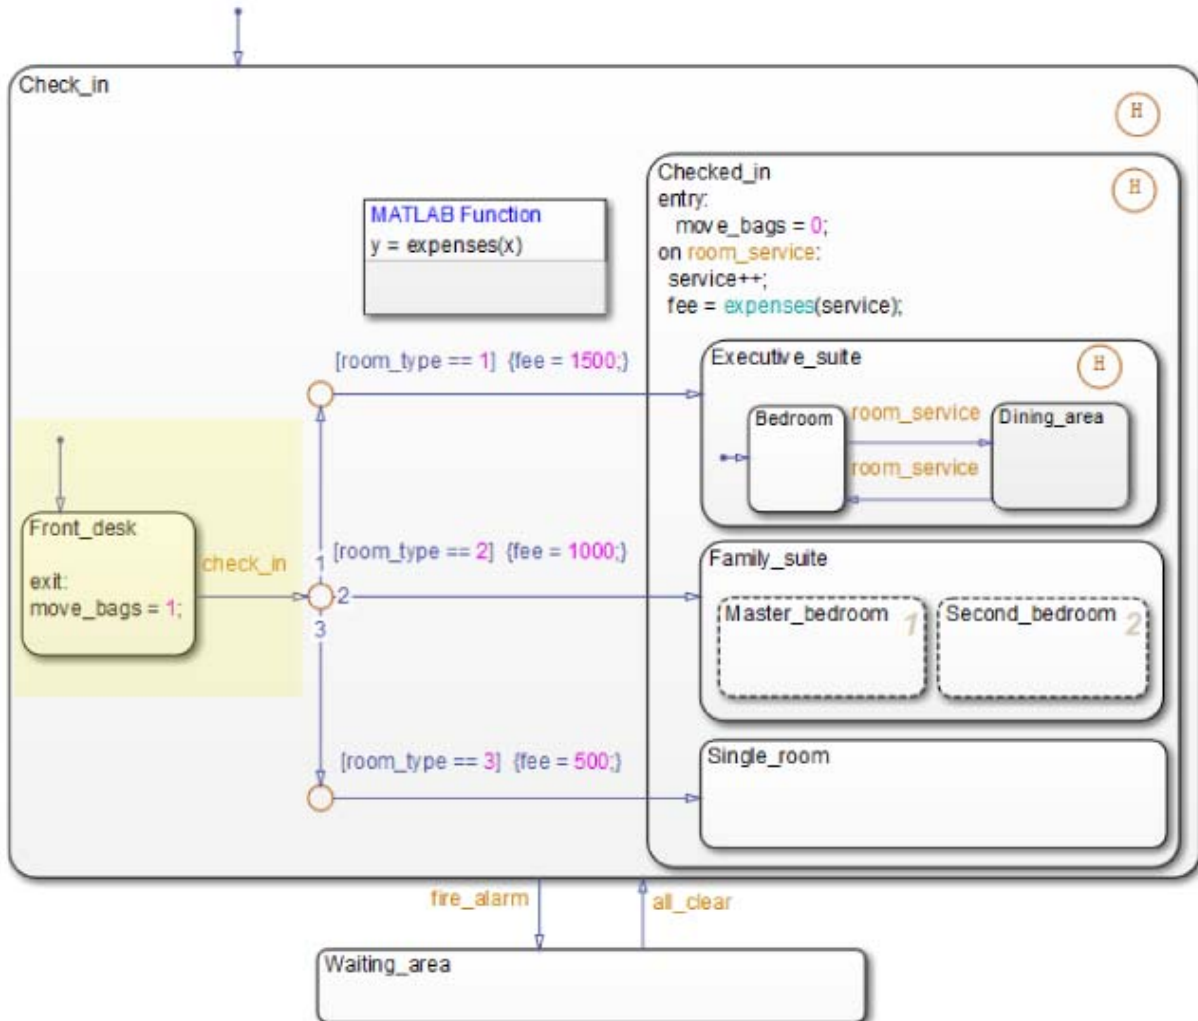 Check_in
H
Checked_in
H
entry:
move_bags = 0;
on room_service:
service++;
fee = expenses(service);
MATLAB Function
y = expenses(x)
[room_type == 1] {fee = 1500;}
Executive_suite
H
Bedroom
room_service
Dining_area
room_service
Front_desk
exit:
move_bags = 1;
check_in
1
2
3
[room_type == 2] {fee = 1000;}
Family_suite
Master_bedroom 1
Second_bedroom 2
[room_type == 3] {fee = 500;}
Single_room
fire_alarm
all_clear
Waiting_area